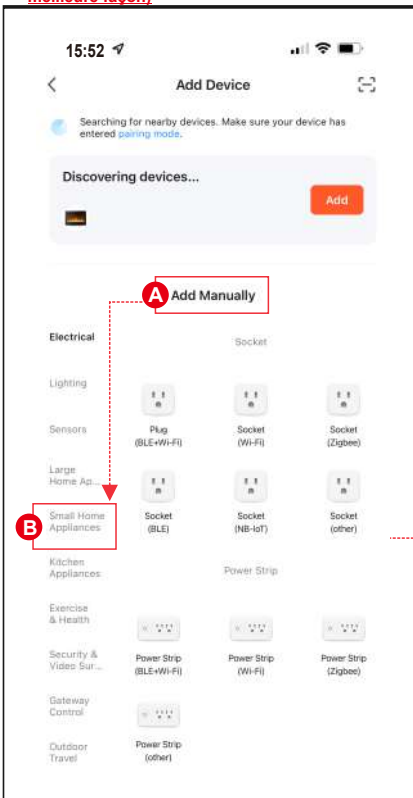 meilleure façon)
15:52
Add Device
Searching for nearby devices. Make sure your device has
entered pairing mode.
Discovering devices...
Add
A Add Manually
Electrical
Socket
Lighting
Sensors
Plug
(BLE+Wi-Fi)
Socket
(Wi-Fi)
Socket
(Zigbee)
Large
Home Ap...
B Small Home
Appliances
Socket
(BLE)
Socket
(NB-IoT)
Socket
(other)
Kitchen
Appliances
Power Strip
Exercise
& Health
Security &
Video Sur...
Power Strip
(BLE+Wi-Fi)
Power Strip
(Wi-Fi)
Power Strip
(Zigbee)
Gateway
Control
Outdoor
Travel
Power Strip
(other)